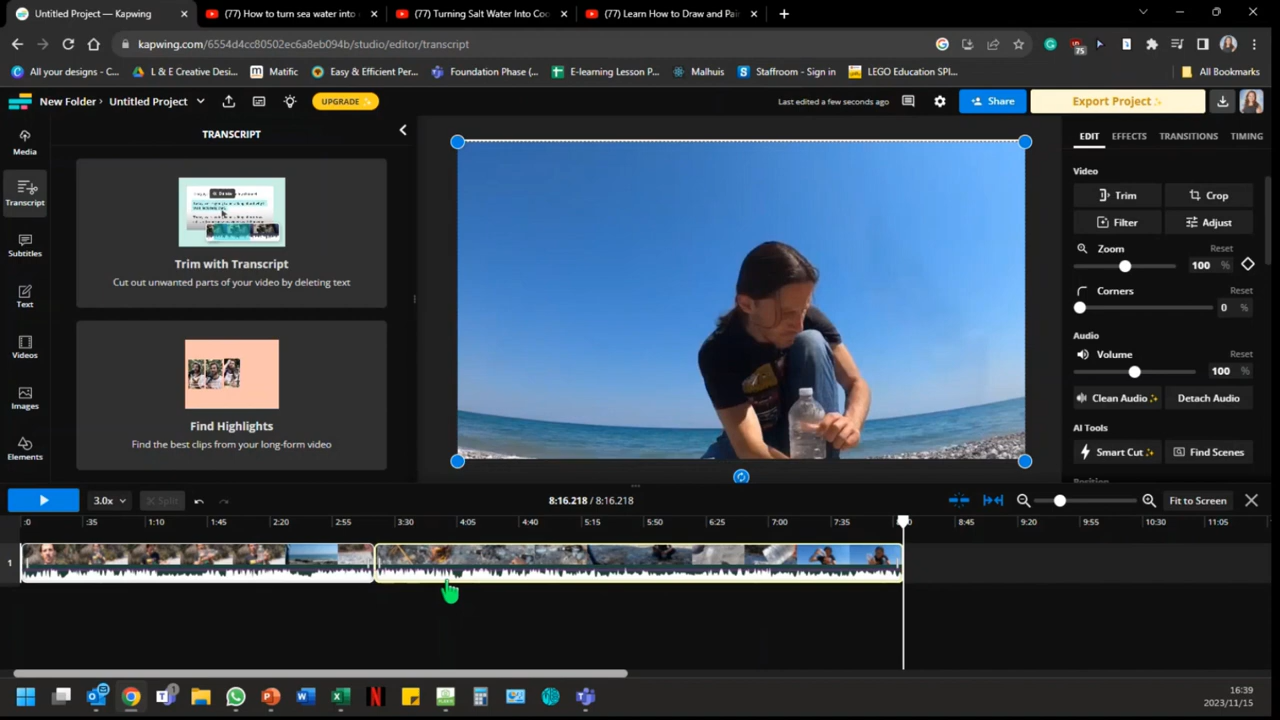 Untitled Project — Kapwing
(77) How to turn sea water into
(77) Turning Salt Water Into Coo
(77) Learn How to Draw and Pai
kapwing.com/6554d4cc80502ec6a8eb094b/studio/editor/transcript
75
All your designs - C...
L & E Creative Desi...
Matific
Easy & Efficient Per...
Foundation Phase (...
E-learning Lesson P...
Malhuis
Staffroom - Sign in
LEGO Education SPI...
All Bookmarks
New Folder › Untitled Project
UPGRADE
Last edited a few seconds ago
Share
Export Project
Media
Transcript
Subtitles
Text
Videos
Images
Elements
TRANSCRIPT
Trim with Transcript
Cut out unwanted parts of your video by deleting text
Find Highlights
Find the best clips from your long-form video
EDIT EFFECTS TRANSITIONS TIMING
Video
Trim Crop
Filter Adjust
Zoom Reset
100 %
Corners Reset
0 %
Audio
Volume Reset
100 %
Clean Audio Detach Audio
AI Tools
Smart Cut Find Scenes
3.0x Split 8:16.218 / 8:16.218 Fit to Screen
:0 :35 1:10 1:45 2:20 2:55 3:30 4:05 4:40 5:15 5:50 6:25 7:00 7:35 8:45 9:20 9:55 10:30 11:05
1
16:39
2023/11/15